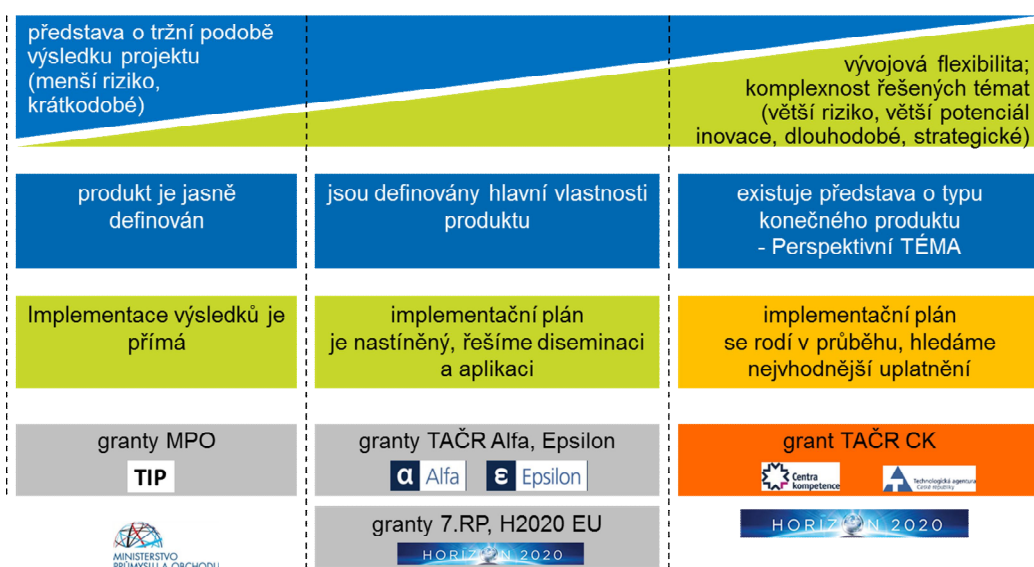 představa o tržní podobě
výsledku projektu
(menší riziko,
krátkodobé)
vývojová flexibilita;
komplexnost řešených témat
(větší riziko, větší potenciál
inovace, dlouhodobé, strategické)
produkt je jasně
definován
jsou definovány hlavní vlastnosti
produktu
existuje představa o typu
konečného produktu
- Perspektivní TÉMA
Implementace výsledků je
přímá
implementační plán
je nastíněný, řešíme diseminaci
a aplikaci
implementační plán
se rodí v průběhu, hledáme
nejvhodnější uplatnění
granty MPO
TIP
granty TAČR Alfa, Epsilon
α Alfa ε Epsilon
grant TAČR CK
Centra
kompetence
Technologická agentura
České republiky
granty 7.RP, H2020 EU
HORIZON 2020
HORIZON 2020
MINISTERSTVO
PRŮMYSLU A OBCHODU